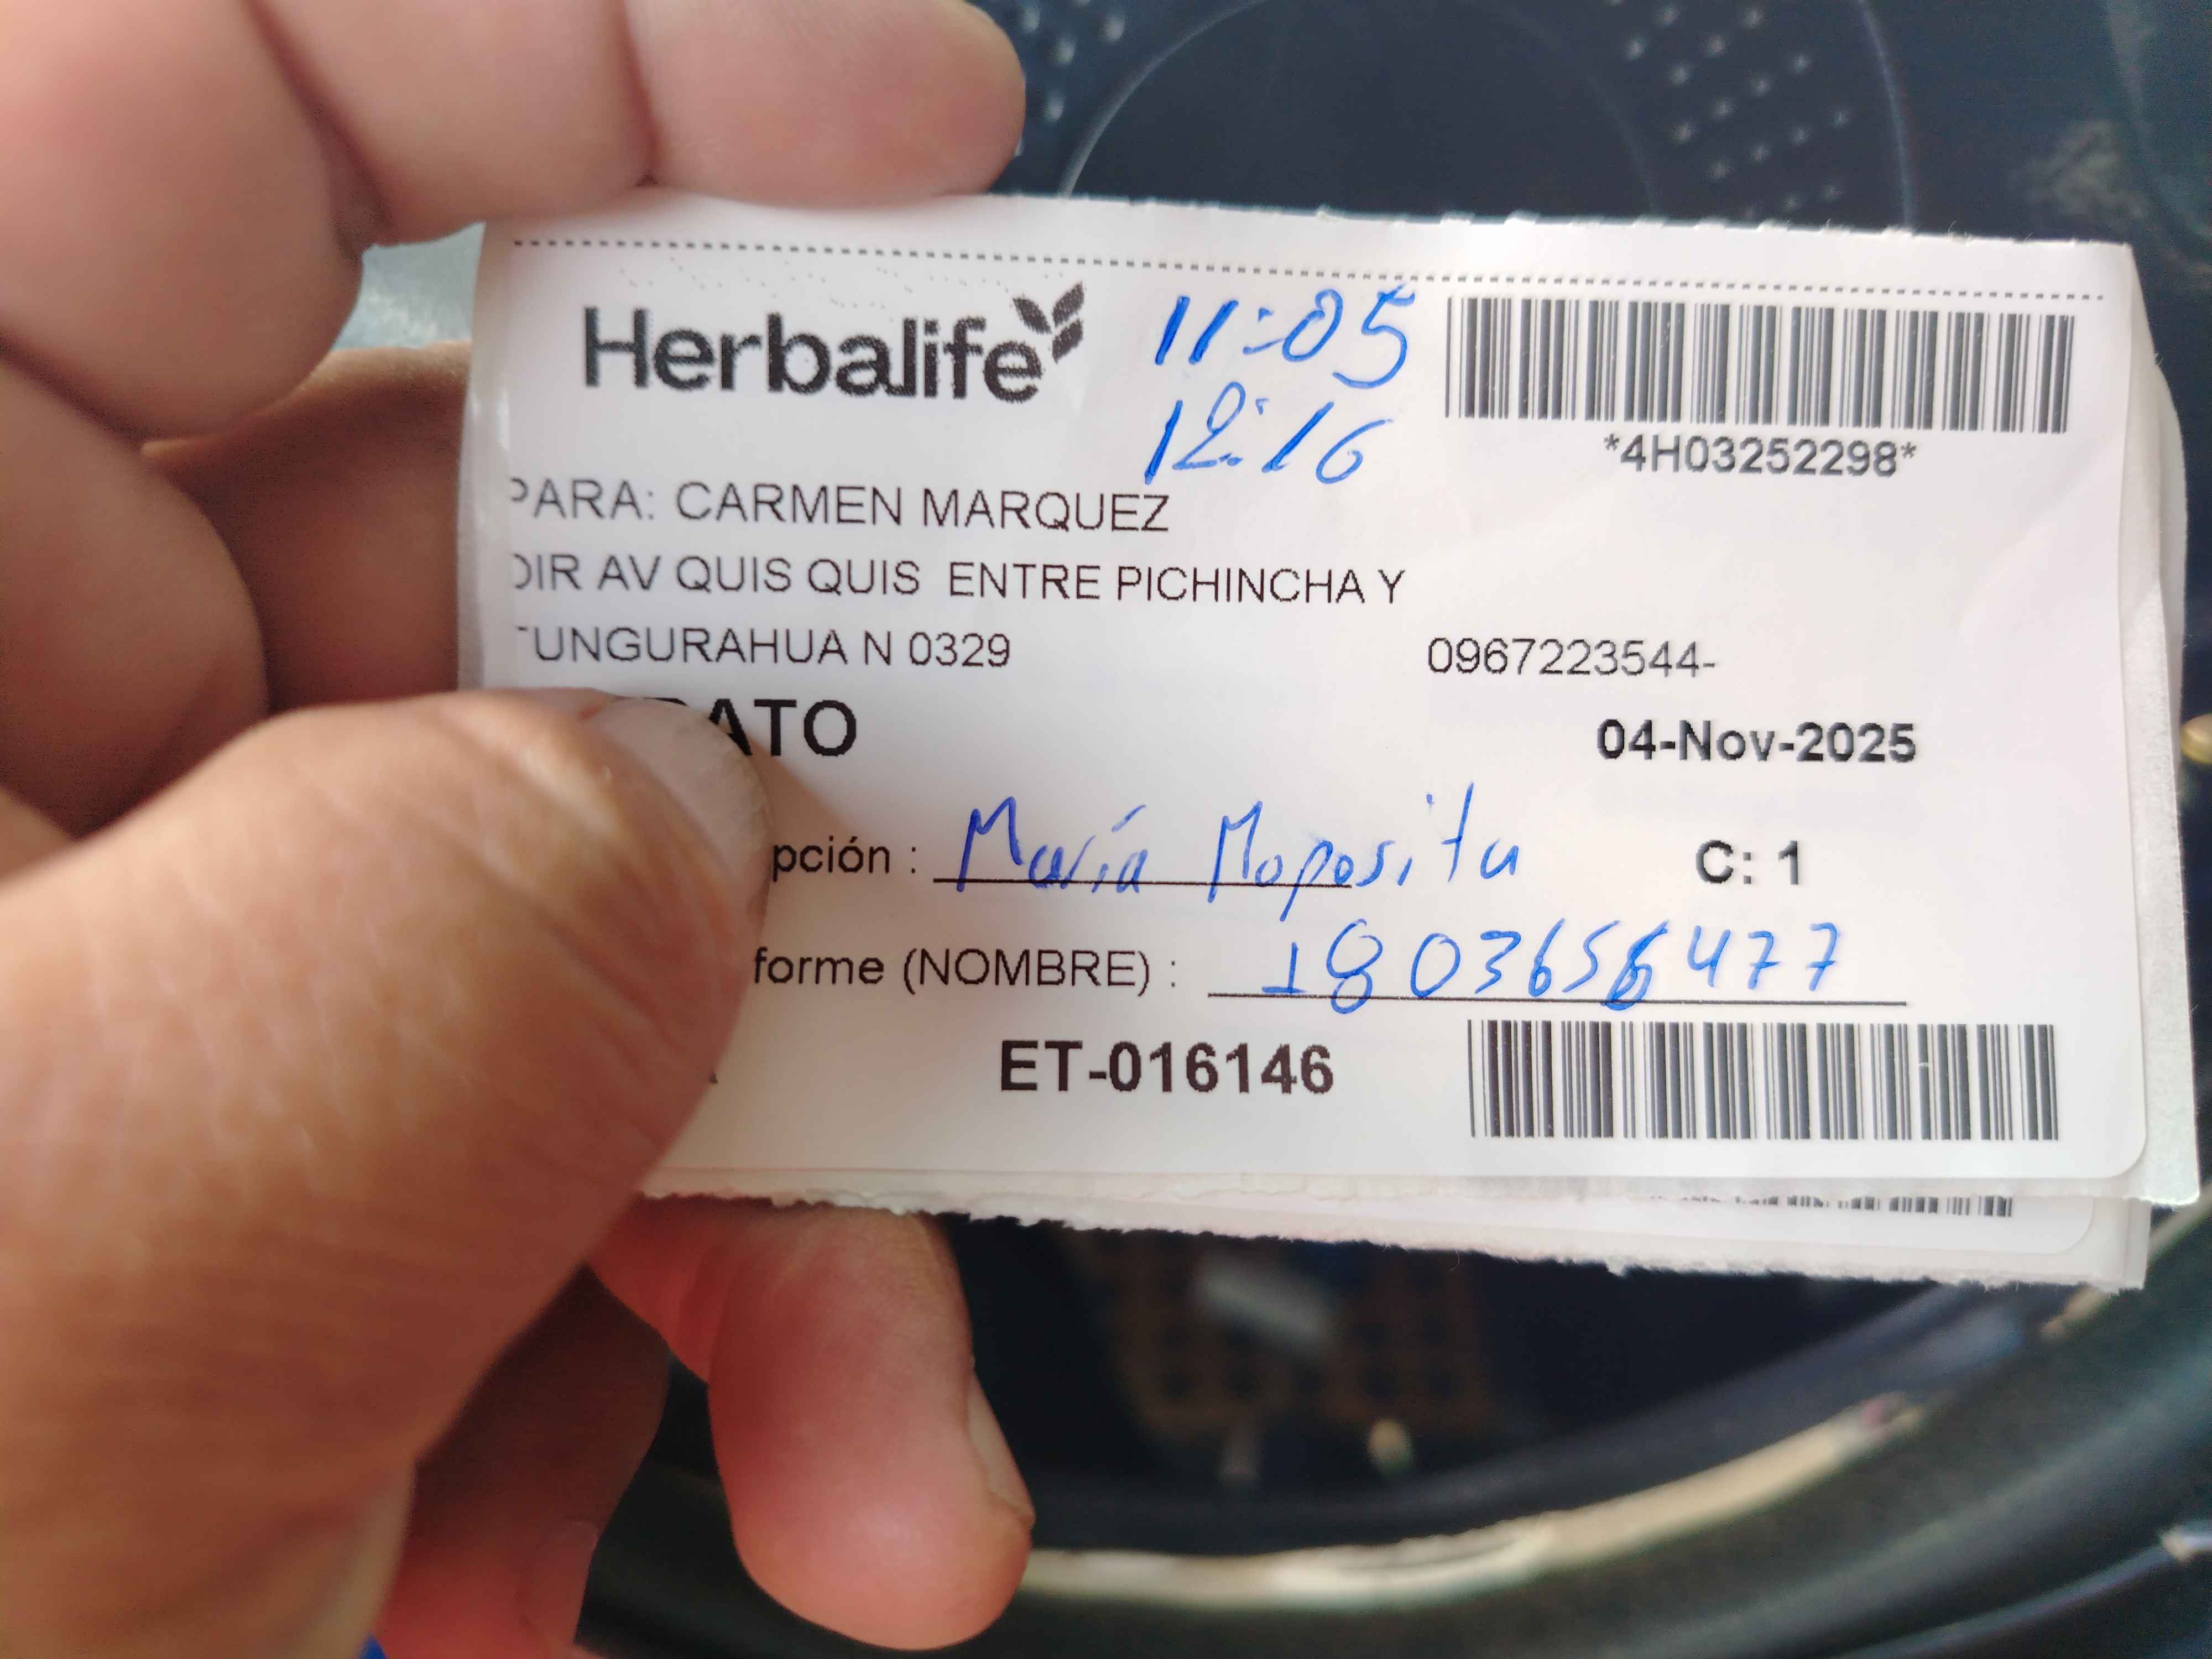 Herbalife
11:05
12:16
*4H03252298*
PARA: CARMEN MARQUEZ
DIR AV QUIS QUIS ENTRE PICHINCHA Y
TUNGURAHUA N 0329 0967223544-
04-Nov-2025
pción : María Moposita C: 1
forme (NOMBRE) : 1803656477
ET-016146